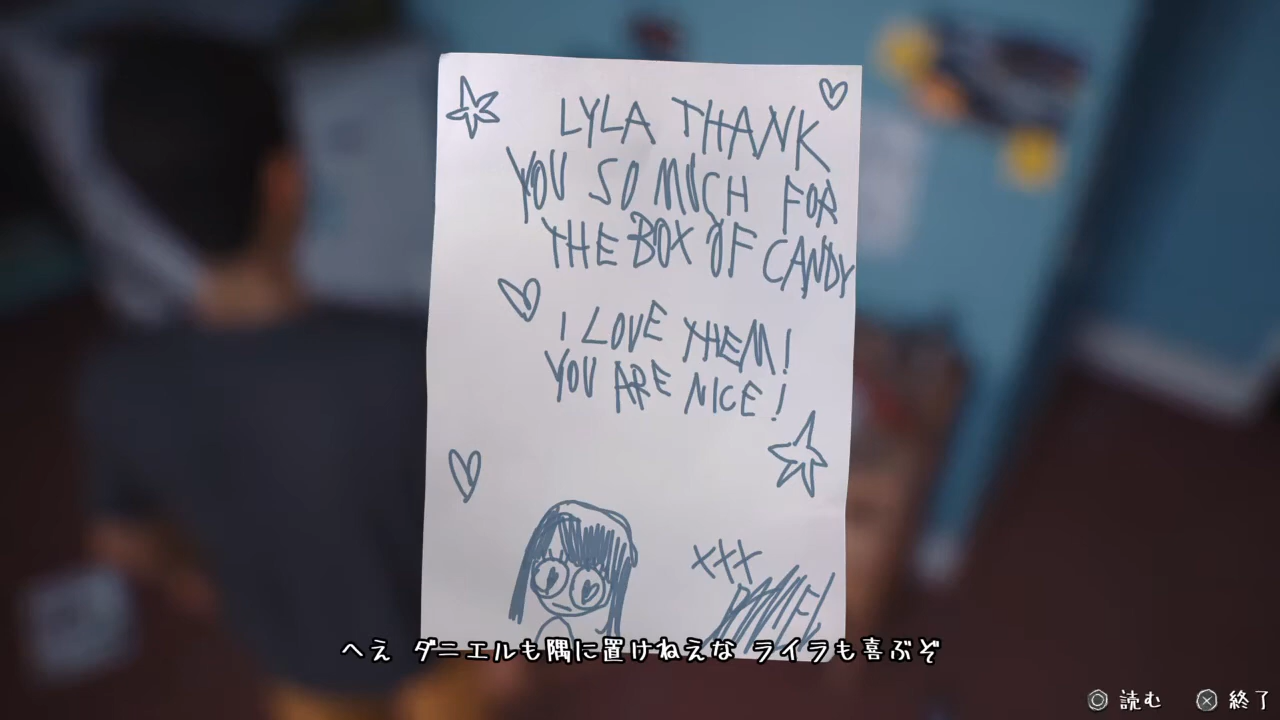 LYLA THANK
YOU SO MUCH FOR
THE BOX OF CANDY
I LOVE THEM!
YOU ARE NICE!
XXX
DANIEL
へえ ダニエルも隅に置けねえな ライラも喜ぶぞ
読む 終了